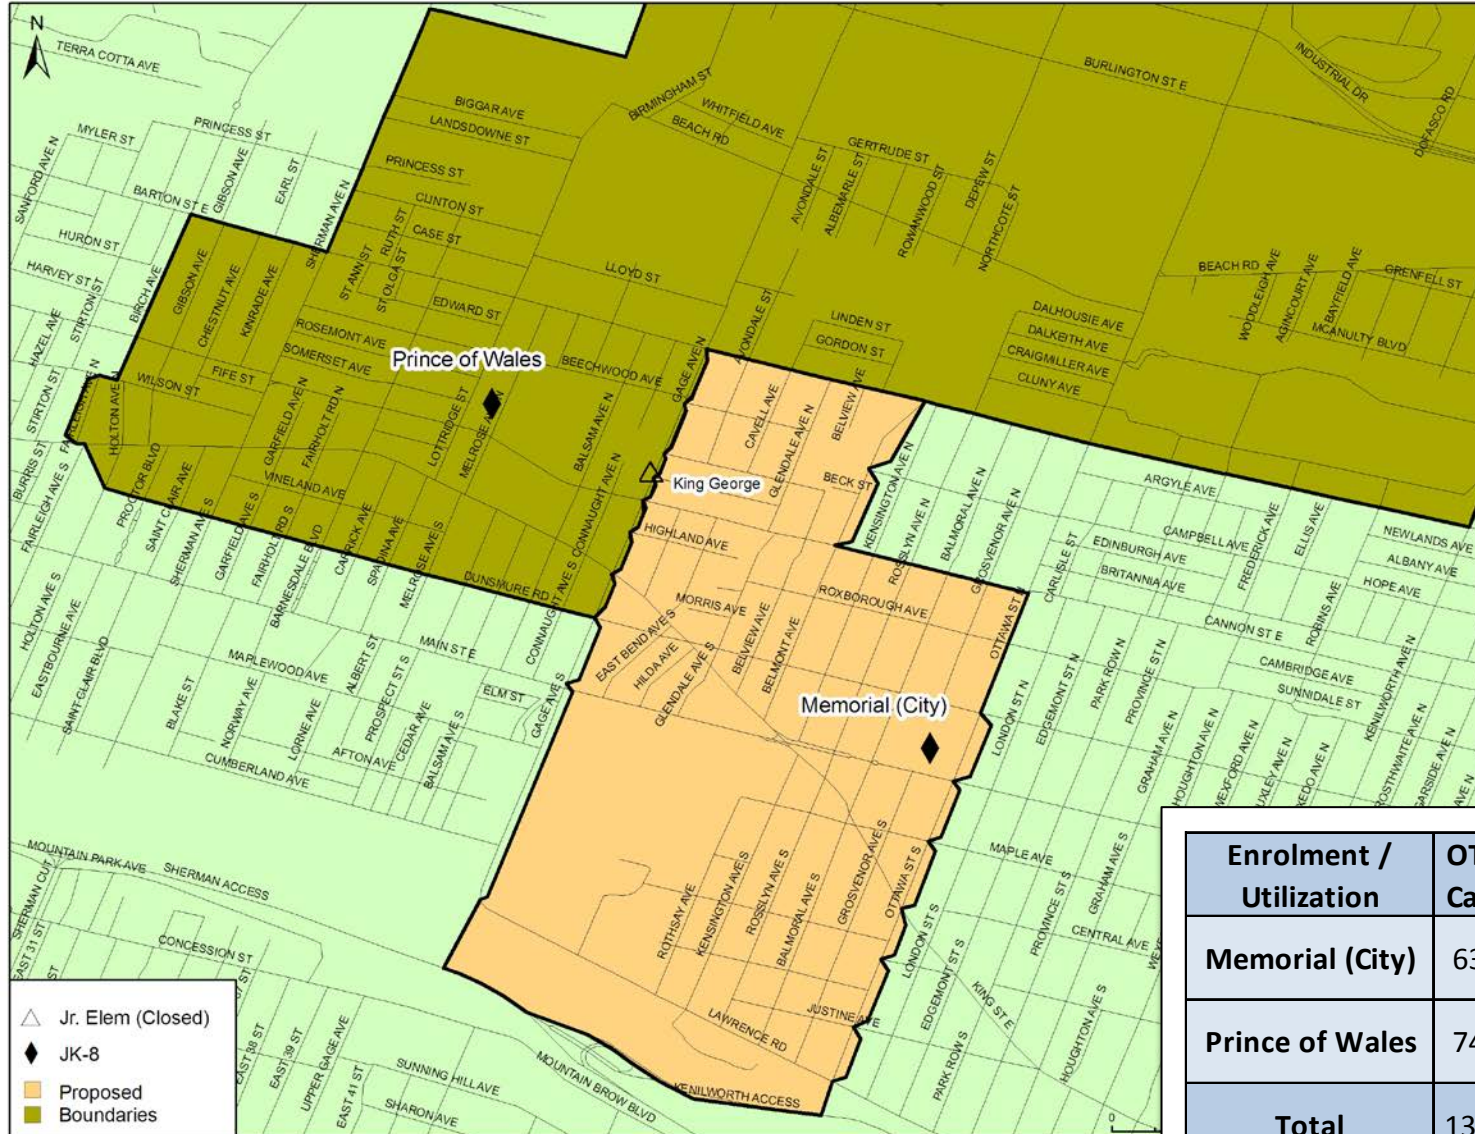 N
TERRA COTTA AVE
BURLINGTON ST E
INDUSTRIAL DR
DOFASCO RD
BIRMINGHAM ST
BIGGAR AVE
WHITFIELD AVE
LANDSDOWNE ST
BEACH RD
MYLER ST
PRINCESS ST
GERTRUDE ST
SANFORD AVE N
GIBSON AVE
EARL ST
PRINCESS ST
AVONDALE ST
ALBEMARLE ST
ROWANWOOD ST
DEPEW ST
NORTHCOTE ST
BARTON ST E
SHERMAN AVE N
CLINTON ST
RUTH ST
CASE ST
HURON ST
ST ANN ST
ST OLGA ST
LLOYD ST
BEACH RD
WOODLEIGH AVE
AGINCOURT AVE
BAYFIELD AVE
GRENFELL ST
HARVEY ST
STIRTON ST
BIRCH AVE
GIBSON AVE
CHESTNUT AVE
KINRADE AVE
EDWARD ST
AVONDALE ST
DALHOUSIE AVE
HAZEL AVE
ROSEMONT AVE
LINDEN ST
DALKEITH AVE
MCANULTY BLVD
SOMERSET AVE
Prince of Wales
BEECHWOOD AVE
GAGE AVE N
GORDON ST
CRAIGMILLER AVE
WILSON ST
FIFE ST
CLUNY AVE
STIRTON ST
FAIRLEIGH AVE N
HOLTON AVE N
GARFIELD AVE N
FAIRHOLT RD N
LOTTRIDGE ST
MELROSE AVE N
BALSAM AVE N
CAVELL AVE
GLENDALE AVE N
BELVIEW AVE
BURRIS ST
FAIRLEIGH AVE S
PROCTOR BLVD
SAINT CLAIR AVE
VINELAND AVE
CONNAUGHT AVE N
King George
BECK ST
KENSINGTON AVE N
ROSSLYN AVE N
BALMORAL AVE N
GROSVENOR AVE N
ARGYLE AVE
SHERMAN AVE S
GARFIELD AVE S
FAIRHOLT RD S
BARNESDALE BLVD
CARRICK AVE
SPADINA AVE
MELROSE AVE S
DUNSMURE RD
CONNAUGHT AVE S
HIGHLAND AVE
CARLISLE ST
CAMPBELL AVE
EDINBURGH AVE
BRITANNIA AVE
FREDERICK AVE
ELLIS AVE
NEWLANDS AVE
ALBANY AVE
HOPE AVE
HOLTON AVE S
EASTBOURNE AVE
SAINT CLAIR BLVD
MAPLEWOOD AVE
ALBERT ST
MAIN ST E
MORRIS AVE
ROXBOROUGH AVE
OTTAWA ST N
CANNON ST E
ROBINS AVE
EAST BEND AVE S
HILDA AVE
GLENDALE AVE S
BELVIEW AVE
BELMONT AVE
CAMBRIDGE AVE
SUNNIDALE ST
KENILWORTH AVE N
BLAKE ST
NORWAY AVE
LORNE AVE
PROSPECT ST S
CEDAR AVE
BALSAM AVE S
ELM ST
GAGE AVE S
Memorial (City)
LONDON ST N
EDGEMONT ST N
PARK ROW N
PROVINCE ST N
AFTON AVE
CUMBERLAND AVE
GRAHAM AVE N
HOUGHTON AVE N
WEXFORD AVE N
ROSTHWAITE AVE N
MOUNTAIN PARK AVE
SHERMAN ACCESS
SHERMAN CUT
CONCESSION ST
EAST 31 ST
ROTHSAY AVE
KENSINGTON AVE S
ROSSLYN AVE S
BALMORAL AVE S
GROSVENOR AVE S
OTTAWA ST S
MAPLE AVE
LONDON ST S
EDGEMONT ST S
PROVINCE ST S
GRAHAM AVE S
CENTRAL AVE
KING ST E
JUSTINE AVE
LAWRENCE RD
PARK ROW S
HOUGHTON AVE S
EAST 38 ST
EAST 39 ST
UPPER GAGE AVE
EAST 41 ST
SUNNING HILL AVE
SHARON AVE
MOUNTAIN BROW BLVD
KENILWORTH ACCESS
Jr. Elem (Closed)
JK-8
Proposed
Boundaries
0
Enrolment / Utilization
Memorial (City)
Prince of Wales
Total